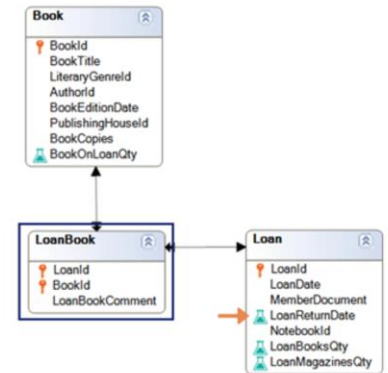 Book
BookId
BookTitle
LiteraryGenreId
AuthorId
BookEditionDate
PublishingHouseId
BookCopies
BookOnLoanQty
LoanBook
LoanId
BookId
LoanBookComment
Loan
LoanId
LoanDate
MemberDocument
LoanReturnDate
NotebookId
LoanBooksQty
LoanMagazinesQty